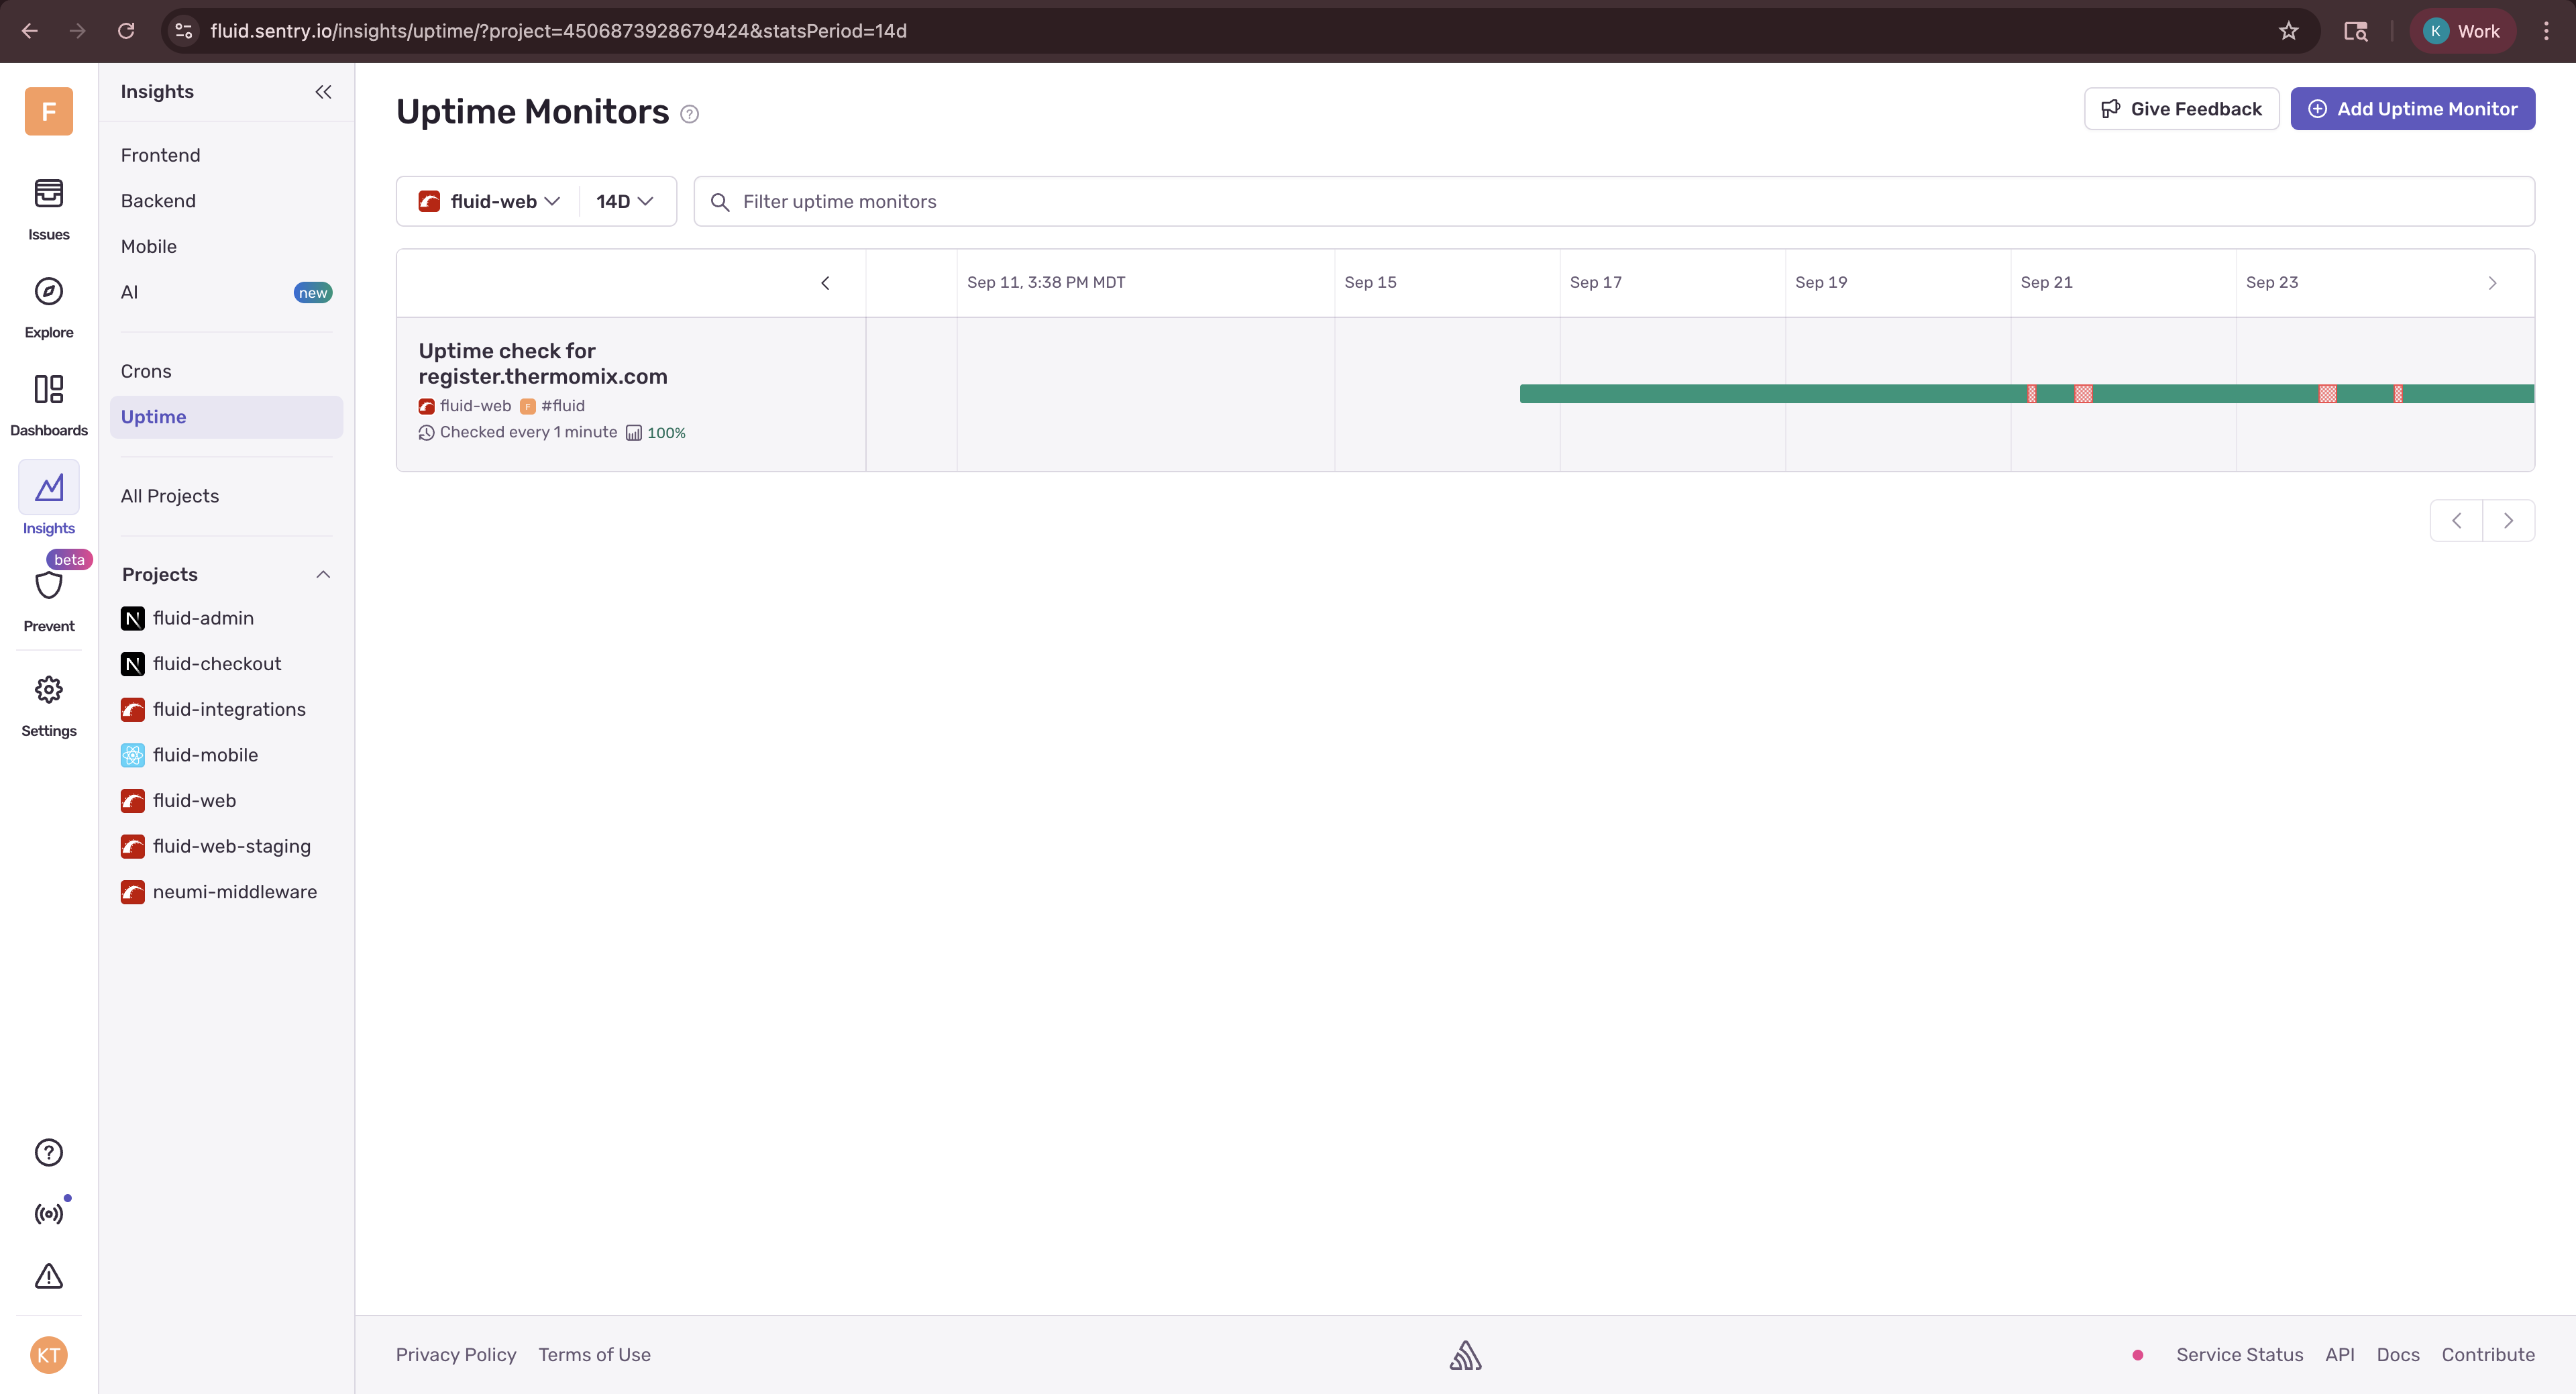 fluid.sentry.io/insights/uptime/?project=4506873928679424&statsPeriod=14d
K Work
F
Issues
Explore
Dashboards
Insights
beta
Prevent
Settings
KT
Insights
Frontend
Backend
Mobile
AI new
Crons
Uptime
All Projects
Projects
fluid-admin
fluid-checkout
fluid-integrations
fluid-mobile
fluid-web
fluid-web-staging
neumi-middleware
Uptime Monitors ?
Give Feedback
Add Uptime Monitor
fluid-web 14D
Filter uptime monitors
Sep 11, 3:38 PM MDT Sep 15 Sep 17 Sep 19 Sep 21 Sep 23
Uptime check for
register.thermomix.com
fluid-web F #fluid
Checked every 1 minute 100%
Privacy Policy Terms of Use Service Status API Docs Contribute